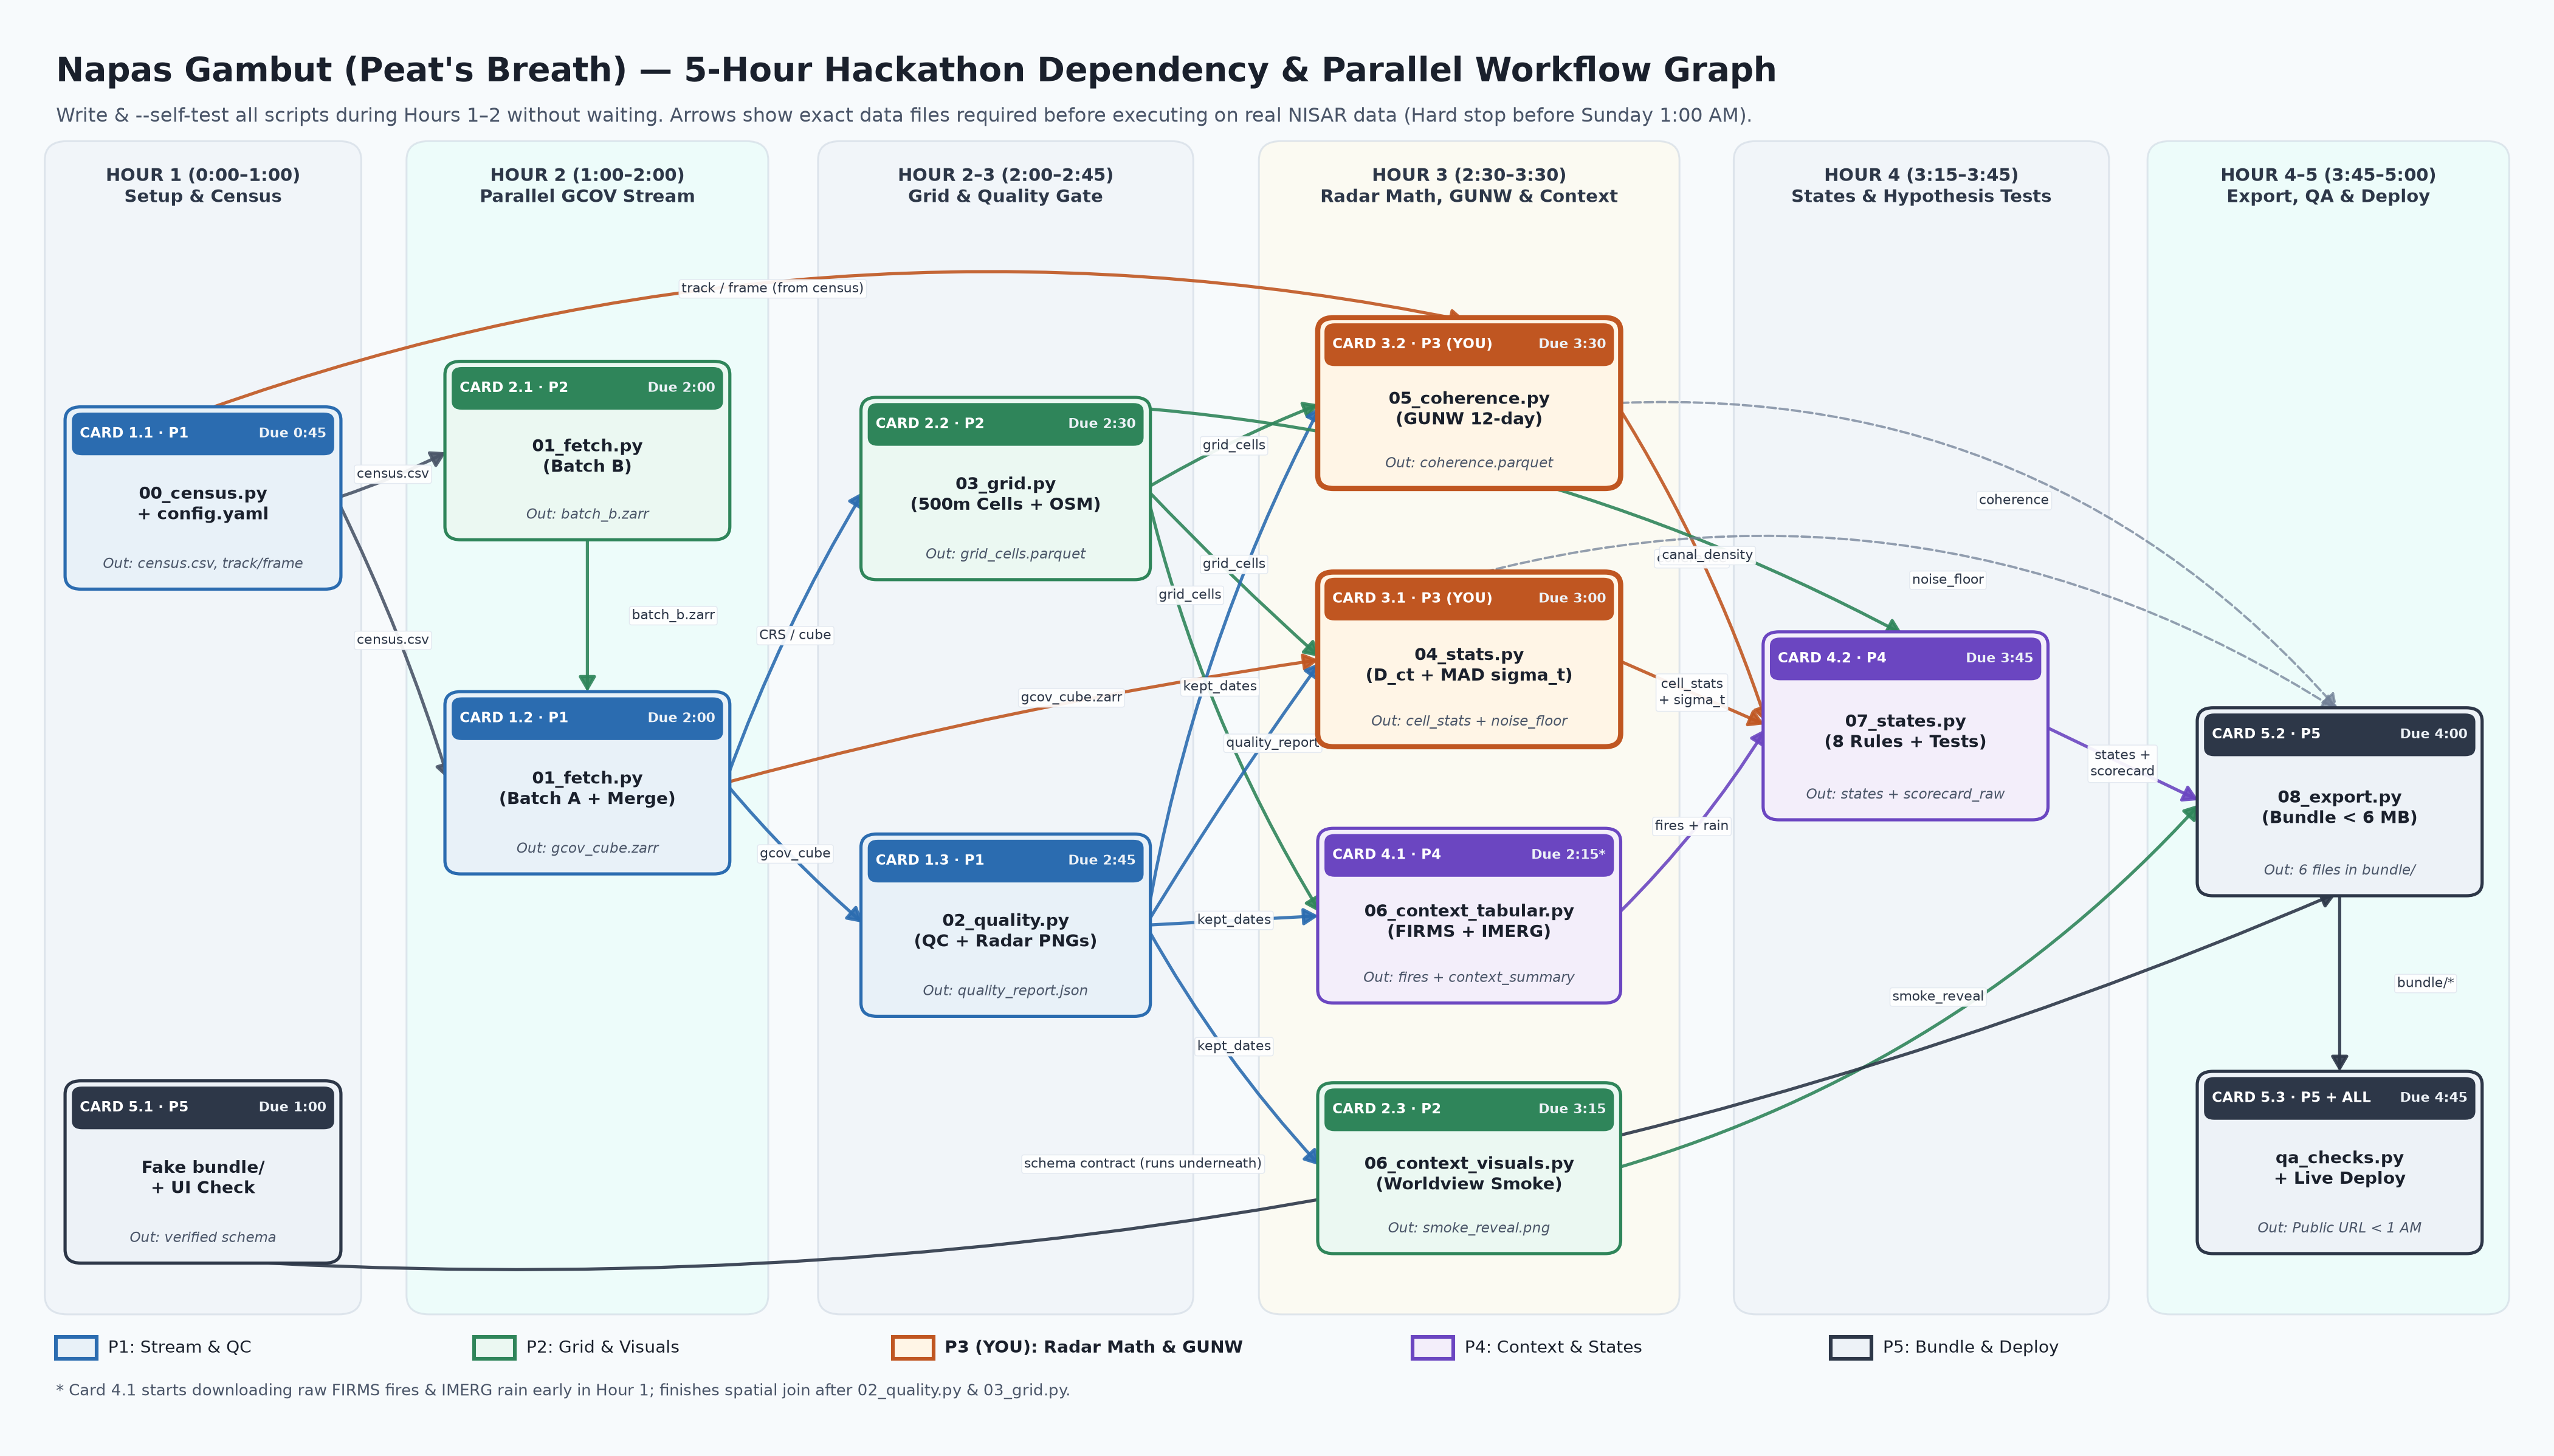 Napas Gambut (Peat's Breath) — 5-Hour Hackathon Dependency & Parallel Workflow Graph
Write & --self-test all scripts during Hours 1–2 without waiting. Arrows show exact data files required before executing on real NISAR data (Hard stop before Sunday 1:00 AM).
HOUR 1 (0:00–1:00)
Setup & Census
HOUR 2 (1:00–2:00)
Parallel GCOV Stream
HOUR 2–3 (2:00–2:45)
Grid & Quality Gate
HOUR 3 (2:30–3:30)
Radar Math, GUNW & Context
HOUR 4 (3:15–3:45)
States & Hypothesis Tests
HOUR 4–5 (3:45–5:00)
Export, QA & Deploy
track / frame (from census)
CARD 1.1 · P1
Due 0:45
00_census.py
+ config.yaml
Out: census.csv, track/frame
census.csv
census.csv
CARD 5.1 · P5
Due 1:00
Fake bundle/
+ UI Check
Out: verified schema
CARD 2.1 · P2
Due 2:00
01_fetch.py
(Batch B)
Out: batch_b.zarr
batch_b.zarr
CARD 1.2 · P1
Due 2:00
01_fetch.py
(Batch A + Merge)
Out: gcov_cube.zarr
CRS / cube
gcov_cube
gcov_cube.zarr
CARD 2.2 · P2
Due 2:30
03_grid.py
(500m Cells + OSM)
Out: grid_cells.parquet
CARD 1.3 · P1
Due 2:45
02_quality.py
(QC + Radar PNGs)
Out: quality_report.json
grid_cells
grid_cells
grid_cells
kept_dates
quality_report
kept_dates
kept_dates
schema contract (runs underneath)
CARD 3.2 · P3 (YOU)
Due 3:30
05_coherence.py
(GUNW 12-day)
Out: coherence.parquet
CARD 3.1 · P3 (YOU)
Due 3:00
04_stats.py
(D_ct + MAD sigma_t)
Out: cell_stats + noise_floor
CARD 4.1 · P4
Due 2:15*
06_context_tabular.py
(FIRMS + IMERG)
Out: fires + context_summary
CARD 2.3 · P2
Due 3:15
06_context_visuals.py
(Worldview Smoke)
Out: smoke_reveal.png
canal_density
cell_stats
+ sigma_t
fires + rain
coherence
noise_floor
smoke_reveal
CARD 4.2 · P4
Due 3:45
07_states.py
(8 Rules + Tests)
Out: states + scorecard_raw
states +
scorecard
CARD 5.2 · P5
Due 4:00
08_export.py
(Bundle < 6 MB)
Out: 6 files in bundle/
bundle/*
CARD 5.3 · P5 + ALL
Due 4:45
qa_checks.py
+ Live Deploy
Out: Public URL < 1 AM
P1: Stream & QC
P2: Grid & Visuals
P3 (YOU): Radar Math & GUNW
P4: Context & States
P5: Bundle & Deploy
* Card 4.1 starts downloading raw FIRMS fires & IMERG rain early in Hour 1; finishes spatial join after 02_quality.py & 03_grid.py.